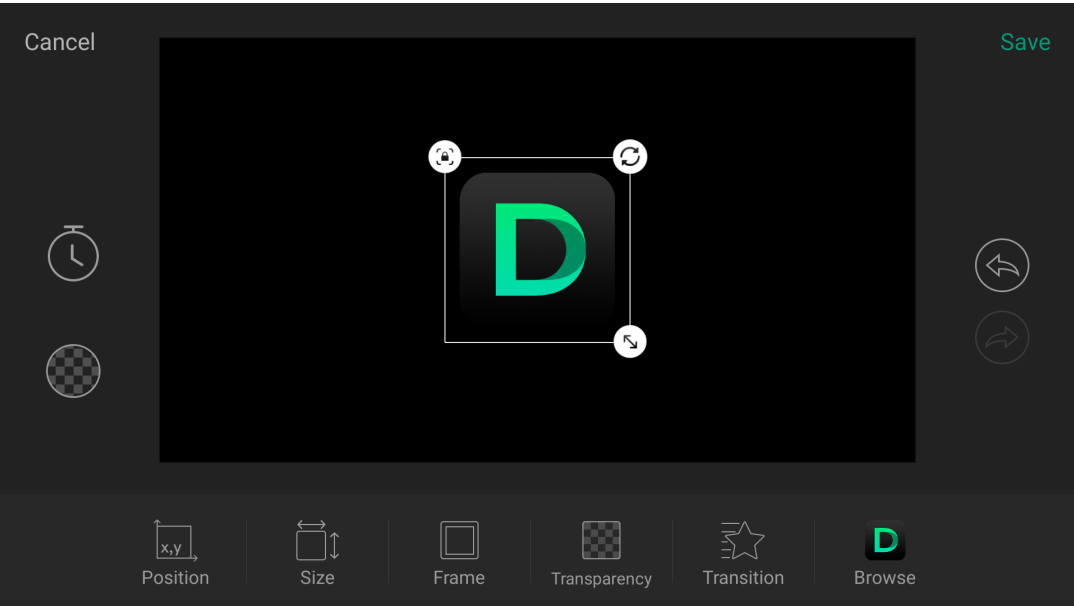 Cancel
Save
D
x,y
Position
Size
Frame
Transparency
Transition
D
Browse